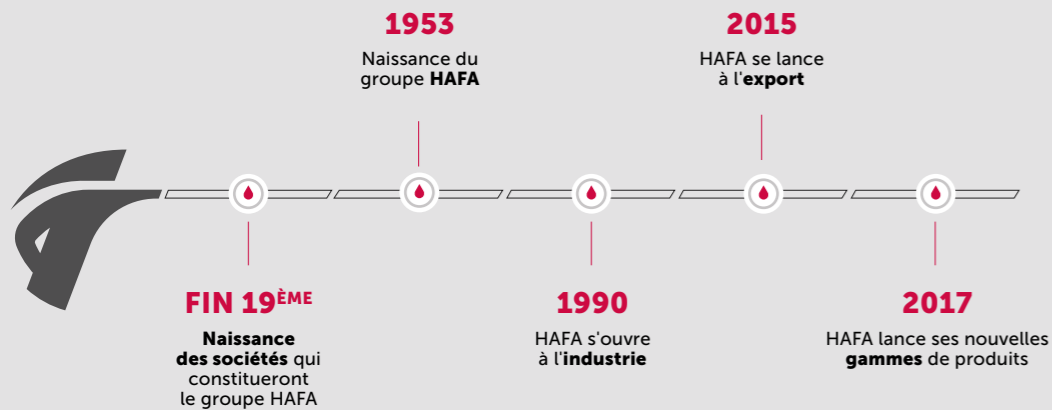 1953
Naissance du
groupe HAFA
2015
HAFA se lance
à l'export
FIN 19ÈME
Naissance
des sociétés qui
constitueront
le groupe HAFA
1990
HAFA s'ouvre
à l'industrie
2017
HAFA lance ses nouvelles
gammes de produits